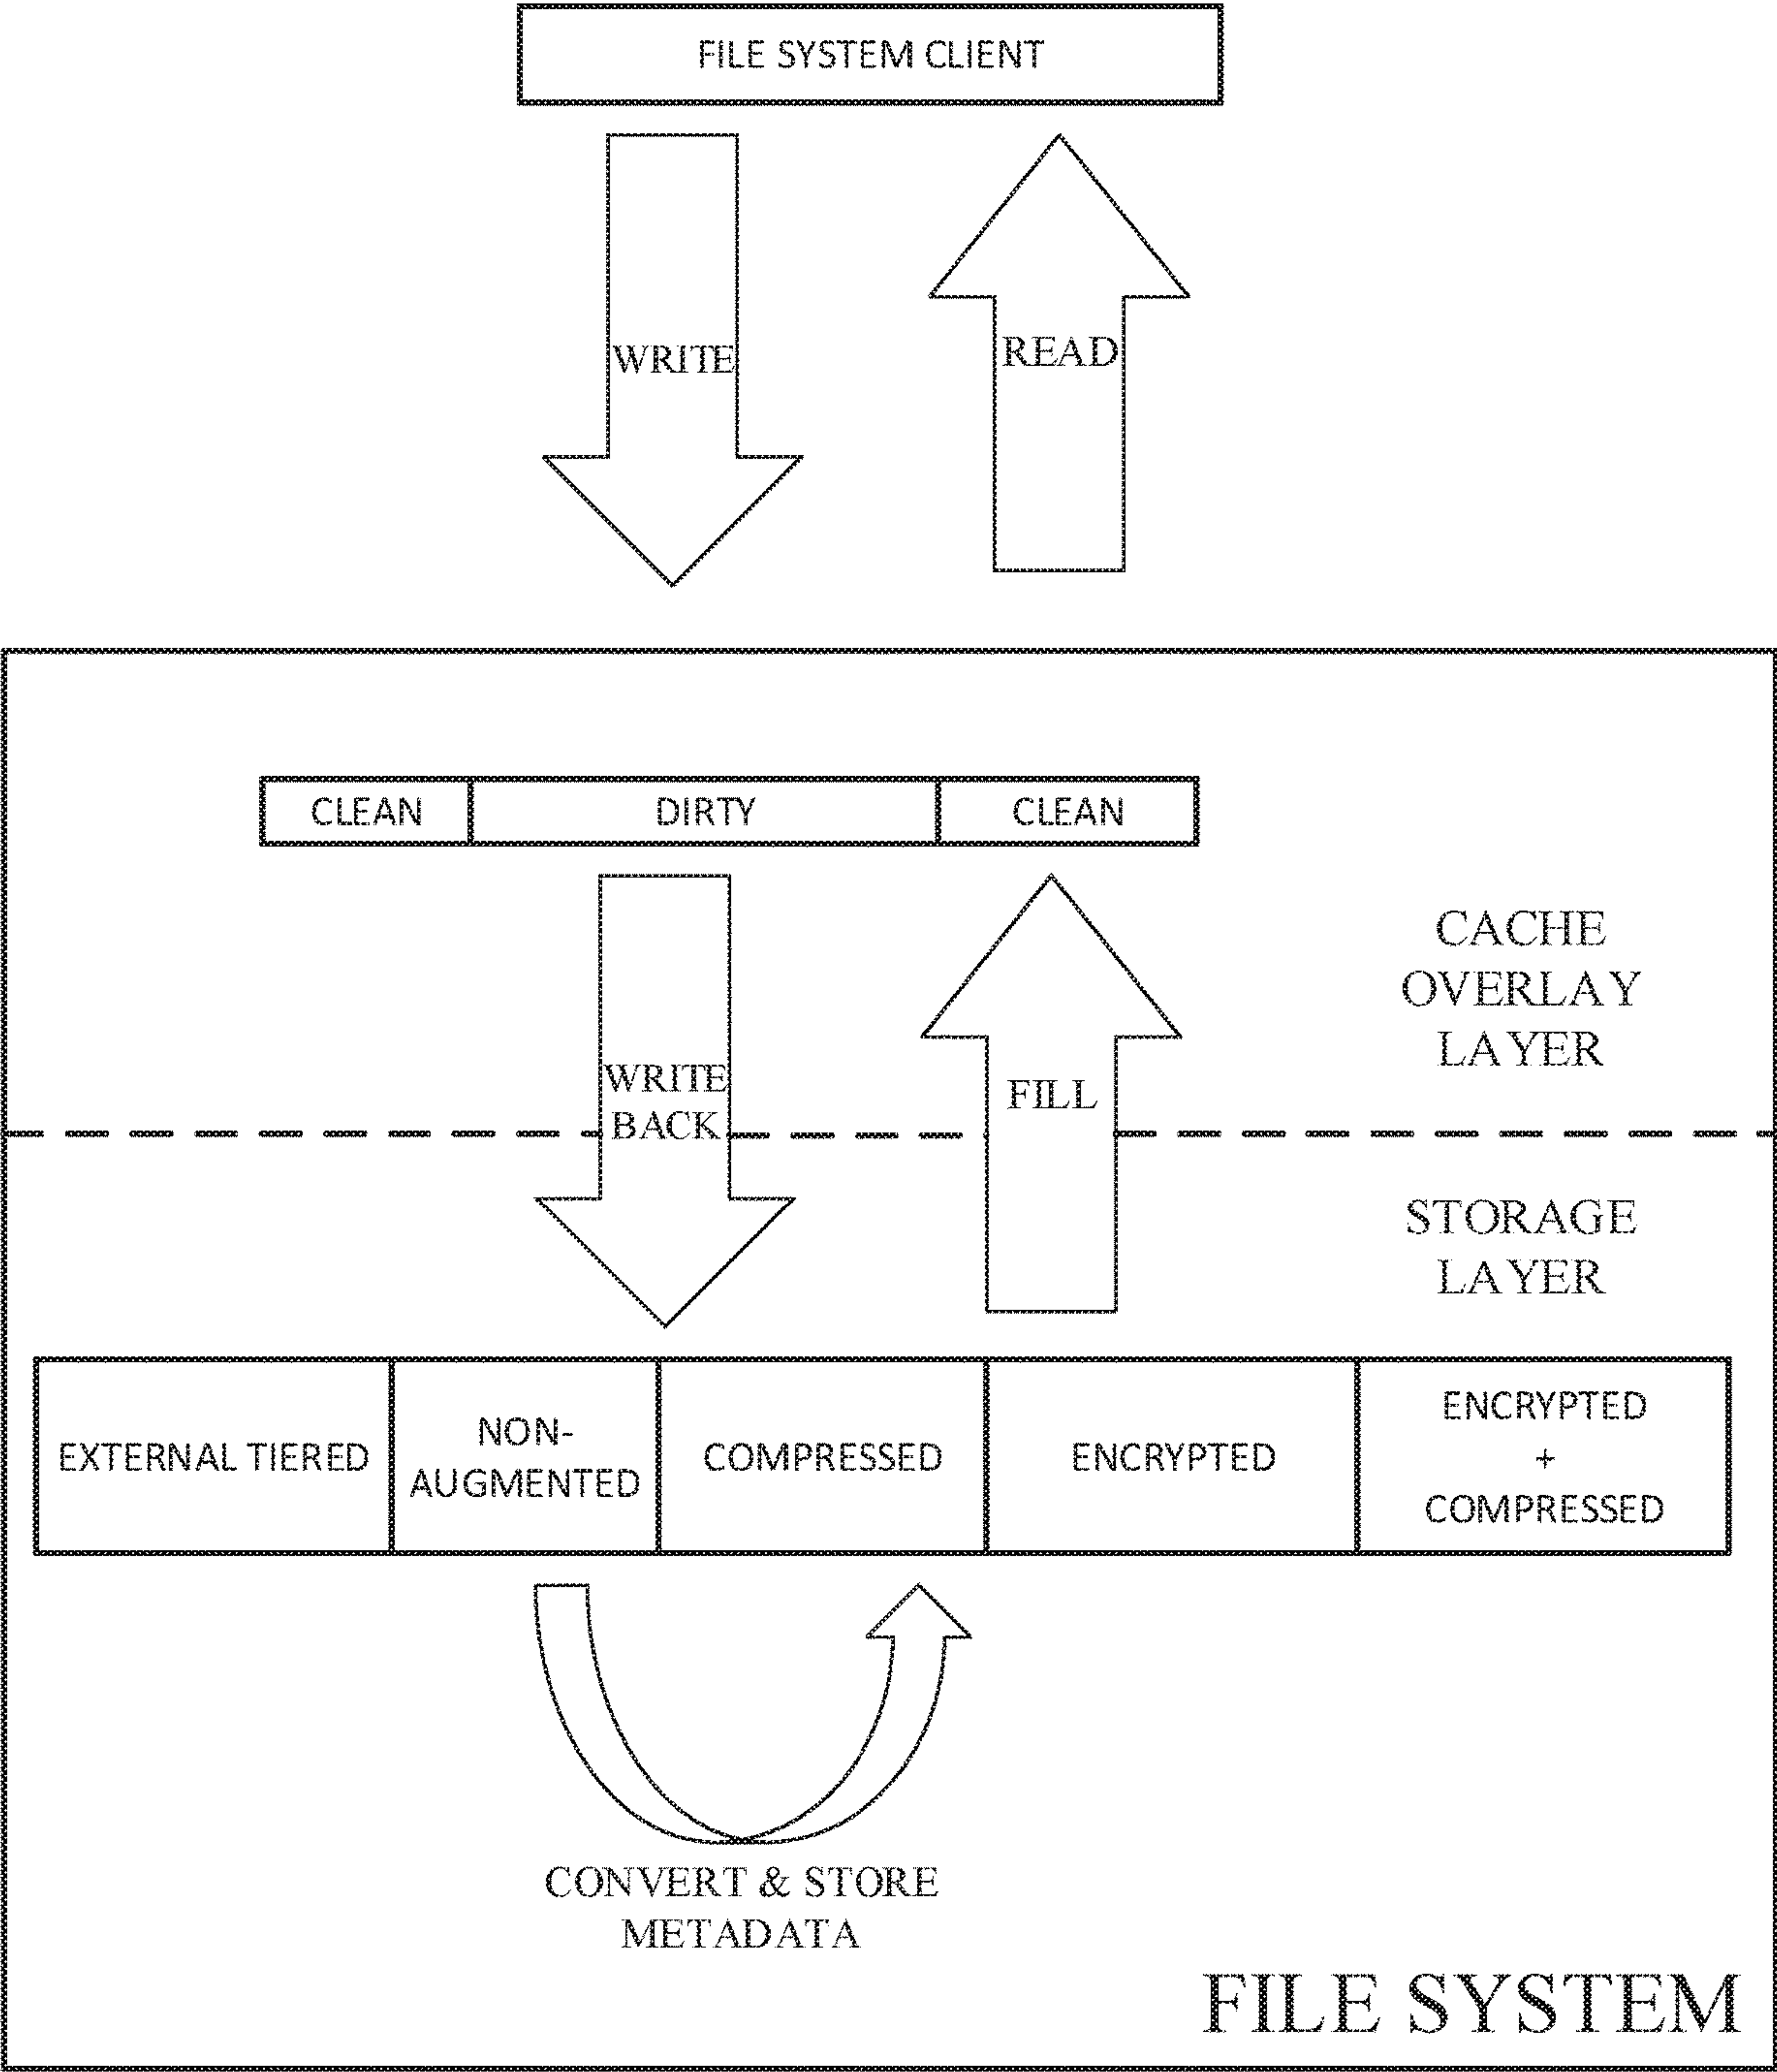 FILE SYSTEM CLIENT
WRITE
READ
CLEAN
DIRTY
CLEAN
CACHE
OVERLAY
LAYER
WRITE
BACK
FILL
STORAGE
LAYER
EXTERNAL TIERED
NON-
AUGMENTED
COMPRESSED
ENCRYPTED
ENCRYPTED
+
COMPRESSED
CONVERT & STORE
METADATA
FILE SYSTEM